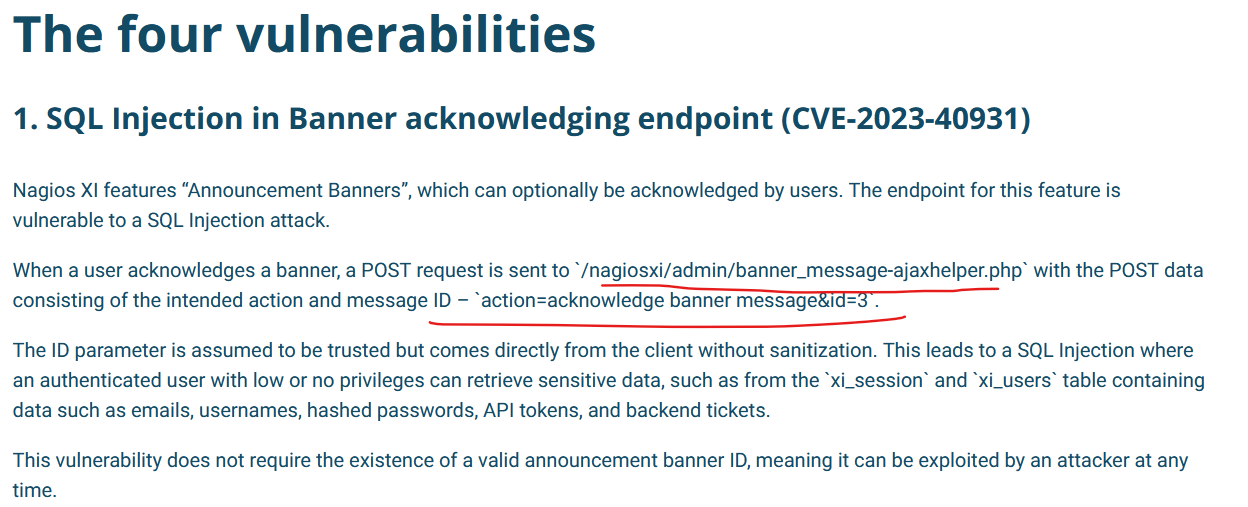 The four vulnerabilities
1. SQL Injection in Banner acknowledging endpoint (CVE-2023-40931)
Nagios XI features “Announcement Banners”, which can optionally be acknowledged by users. The endpoint for this feature is
vulnerable to a SQL Injection attack.
When a user acknowledges a banner, a POST request is sent to `/nagiosxi/admin/banner_message-ajaxhelper.php` with the POST data
consisting of the intended action and message ID – `action=acknowledge banner message&id=3`.
The ID parameter is assumed to be trusted but comes directly from the client without sanitization. This leads to a SQL Injection where
an authenticated user with low or no privileges can retrieve sensitive data, such as from the `xi_session` and `xi_users` table containing
data such as emails, usernames, hashed passwords, API tokens, and backend tickets.
This vulnerability does not require the existence of a valid announcement banner ID, meaning it can be exploited by an attacker at any
time.